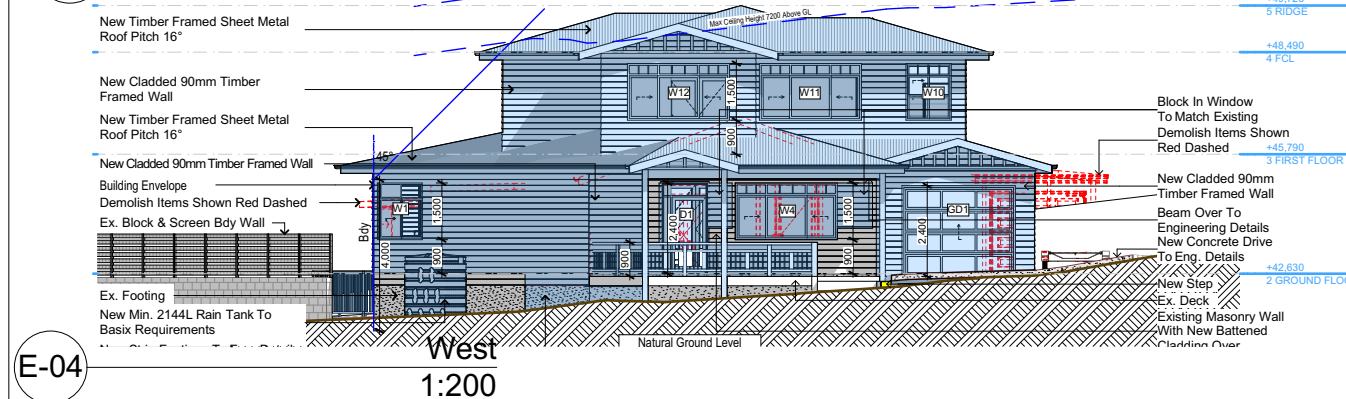 New Timber Framed Sheet Metal
Roof Pitch 16°
New Cladded 90mm Timber
Framed Wall
New Timber Framed Sheet Metal
Roof Pitch 16°
New Cladded 90mm Timber Framed Wall
Building Envelope
Demolish Items Shown Red Dashed
Ex. Block & Screen Bdy Wall
Ex. Footing
New Min. 2144L Rain Tank To
Basix Requirements
Max Ceiling Height 7200 Above GL
45°
Bdy
4,000
W12
W11
W10
1,500
900
W1
1,500
900
D1
2,400
900
W4
1,500
900
GD1
2,400
5 RIDGE
+48,490
4 FCL
Block In Window
To Match Existing
Demolish Items Shown
Red Dashed
+45,790
3 FIRST FLOOR
New Cladded 90mm
Timber Framed Wall
Beam Over To
Engineering Details
New Concrete Drive
To Eng. Details
+42,630
2 GROUND FLO
New Step
Ex. Deck
Existing Masonry Wall
With New Battened
Cladding Over
Natural Ground Level
E-04
West
1:200